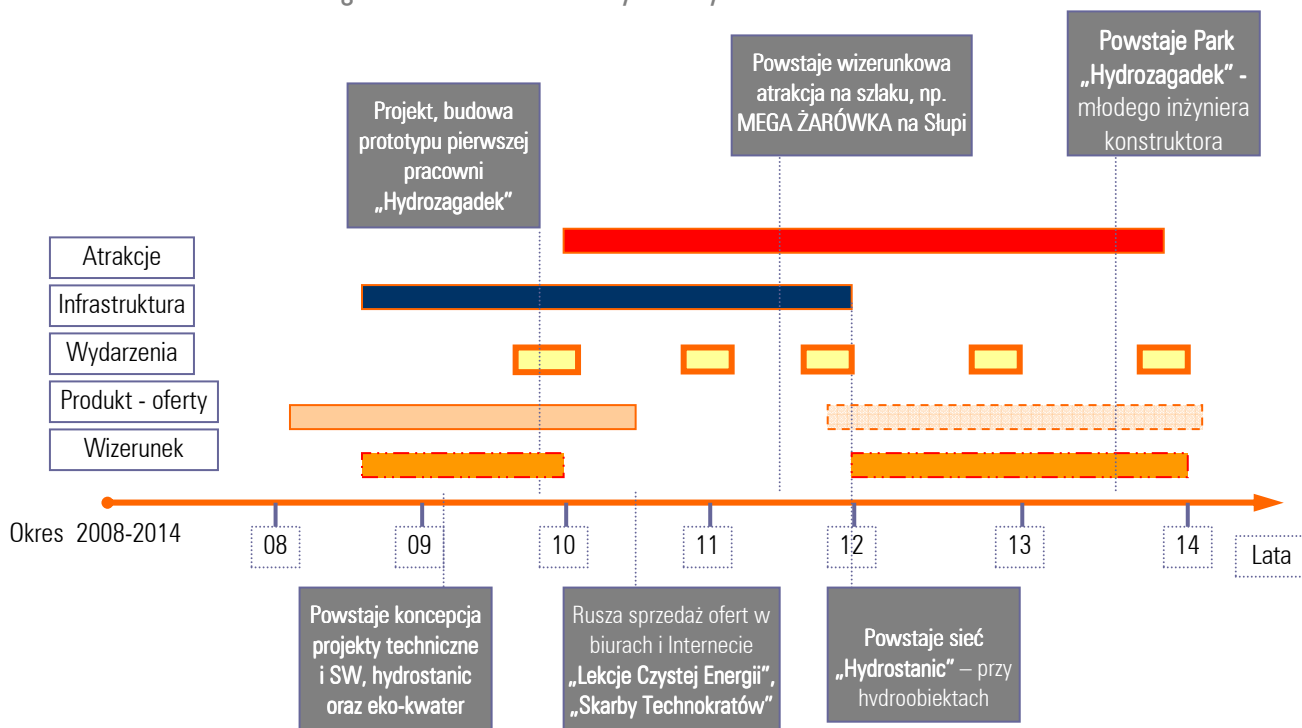 Powstaje Park
„Hydrozagadek” -
młodego inżyniera
konstruktora
Powstaje wizerunkowa
atrakcja na szlaku, np.
MEGA ŻARÓWKA na Słupi
Projekt, budowa
prototypu pierwszej
pracowni
„Hydrozagadek”
Atrakcje
Infrastruktura
Wydarzenia
Produkt - oferty
Wizerunek
Okres 2008-2014
08
09
10
11
12
13
14
Lata
Powstaje koncepcja
projekty techniczne
i SW, hydrostanic
oraz eko-kwater
Rusza sprzedaż ofert w
biurach i Internecie
„Lekcje Czystej Energii”,
„Skarby Technokratów”
Powstaje sieć
„Hydrostanic” – przy
hydroobiektach